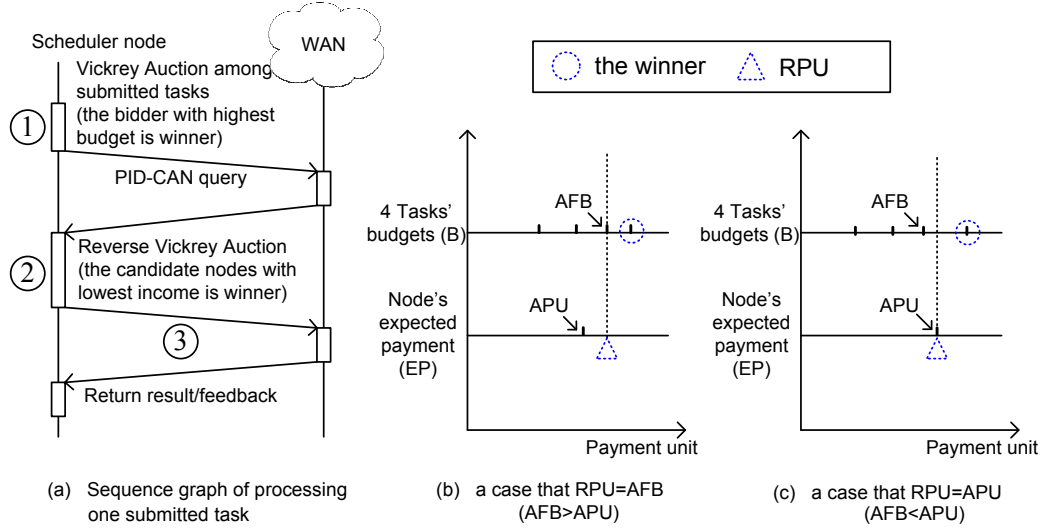 Scheduler node
WAN
Vickrey Auction among
submitted tasks
(the bidder with highest
budget is winner)
1
PID-CAN query
2
Reverse Vickrey Auction
(the candidate nodes with
lowest income is winner)
3
Return result/feedback
(a) Sequence graph of processing
one submitted task
the winner
RPU
4 Tasks'
budgets (B)
AFB
Node's
expected
payment
(EP)
APU
Payment unit
(b) a case that RPU=AFB
(AFB>APU)
4 Tasks'
budgets (B)
AFB
Node's
expected
payment
(EP)
APU
Payment unit
(c) a case that RPU=APU
(AFB<APU)